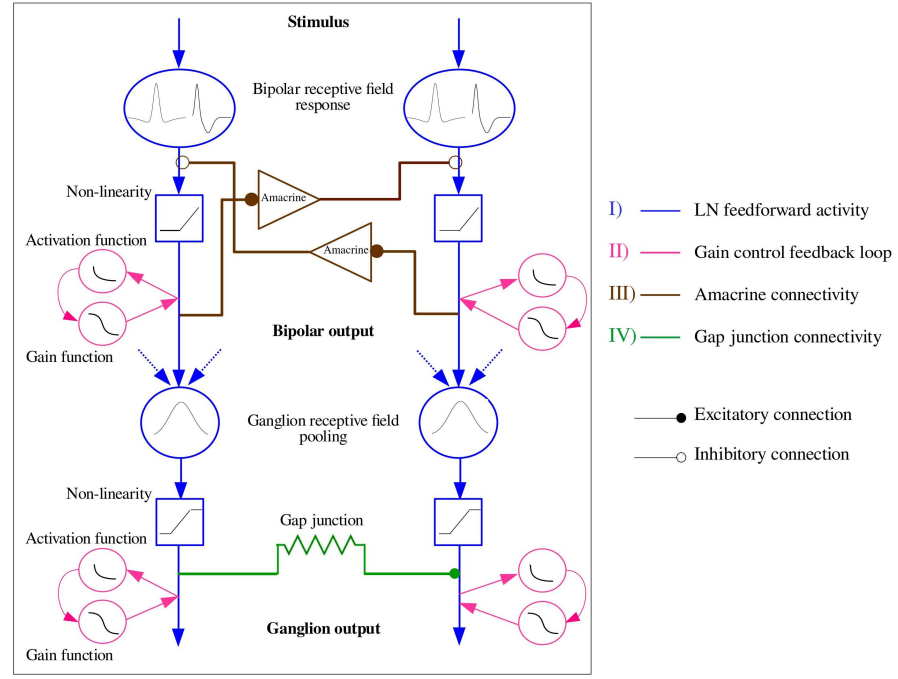 Stimulus
Bipolar receptive field
response
Non-linearity
Amacrine
Activation function
Amacrine
Bipolar output
Gain function
Ganglion receptive field
pooling
Non-linearity
Gap junction
Activation function
Ganglion output
Gain function
I) LN feedforward activity
II) Gain control feedback loop
III) Amacrine connectivity
IV) Gap junction connectivity
Excitatory connection
Inhibitory connection